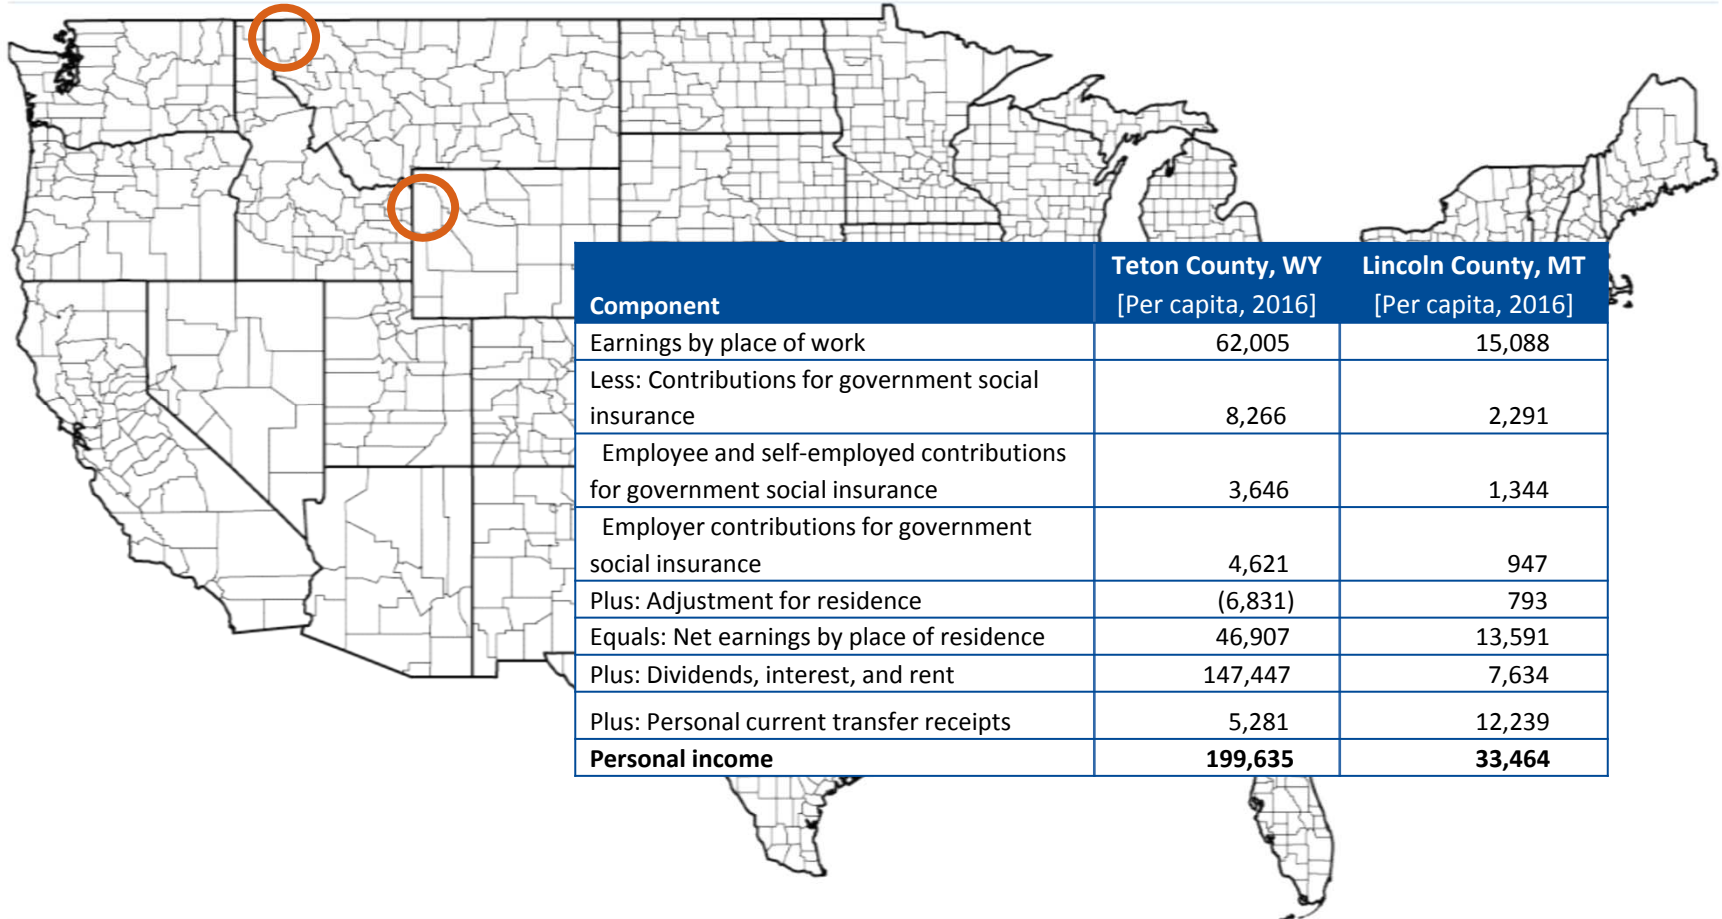 Teton County, WY Lincoln County, MT
Component [Per capita, 2016] [Per capita, 2016]
Earnings by place of work 62,005 15,088
Less: Contributions for government social
insurance 8,266 2,291
Employee and self-employed contributions
for government social insurance 3,646 1,344
Employer contributions for government
social insurance 4,621 947
Plus: Adjustment for residence (6,831) 793
Equals: Net earnings by place of residence 46,907 13,591
Plus: Dividends, interest, and rent 147,447 7,634
Plus: Personal current transfer receipts 5,281 12,239
Personal income 199,635 33,464